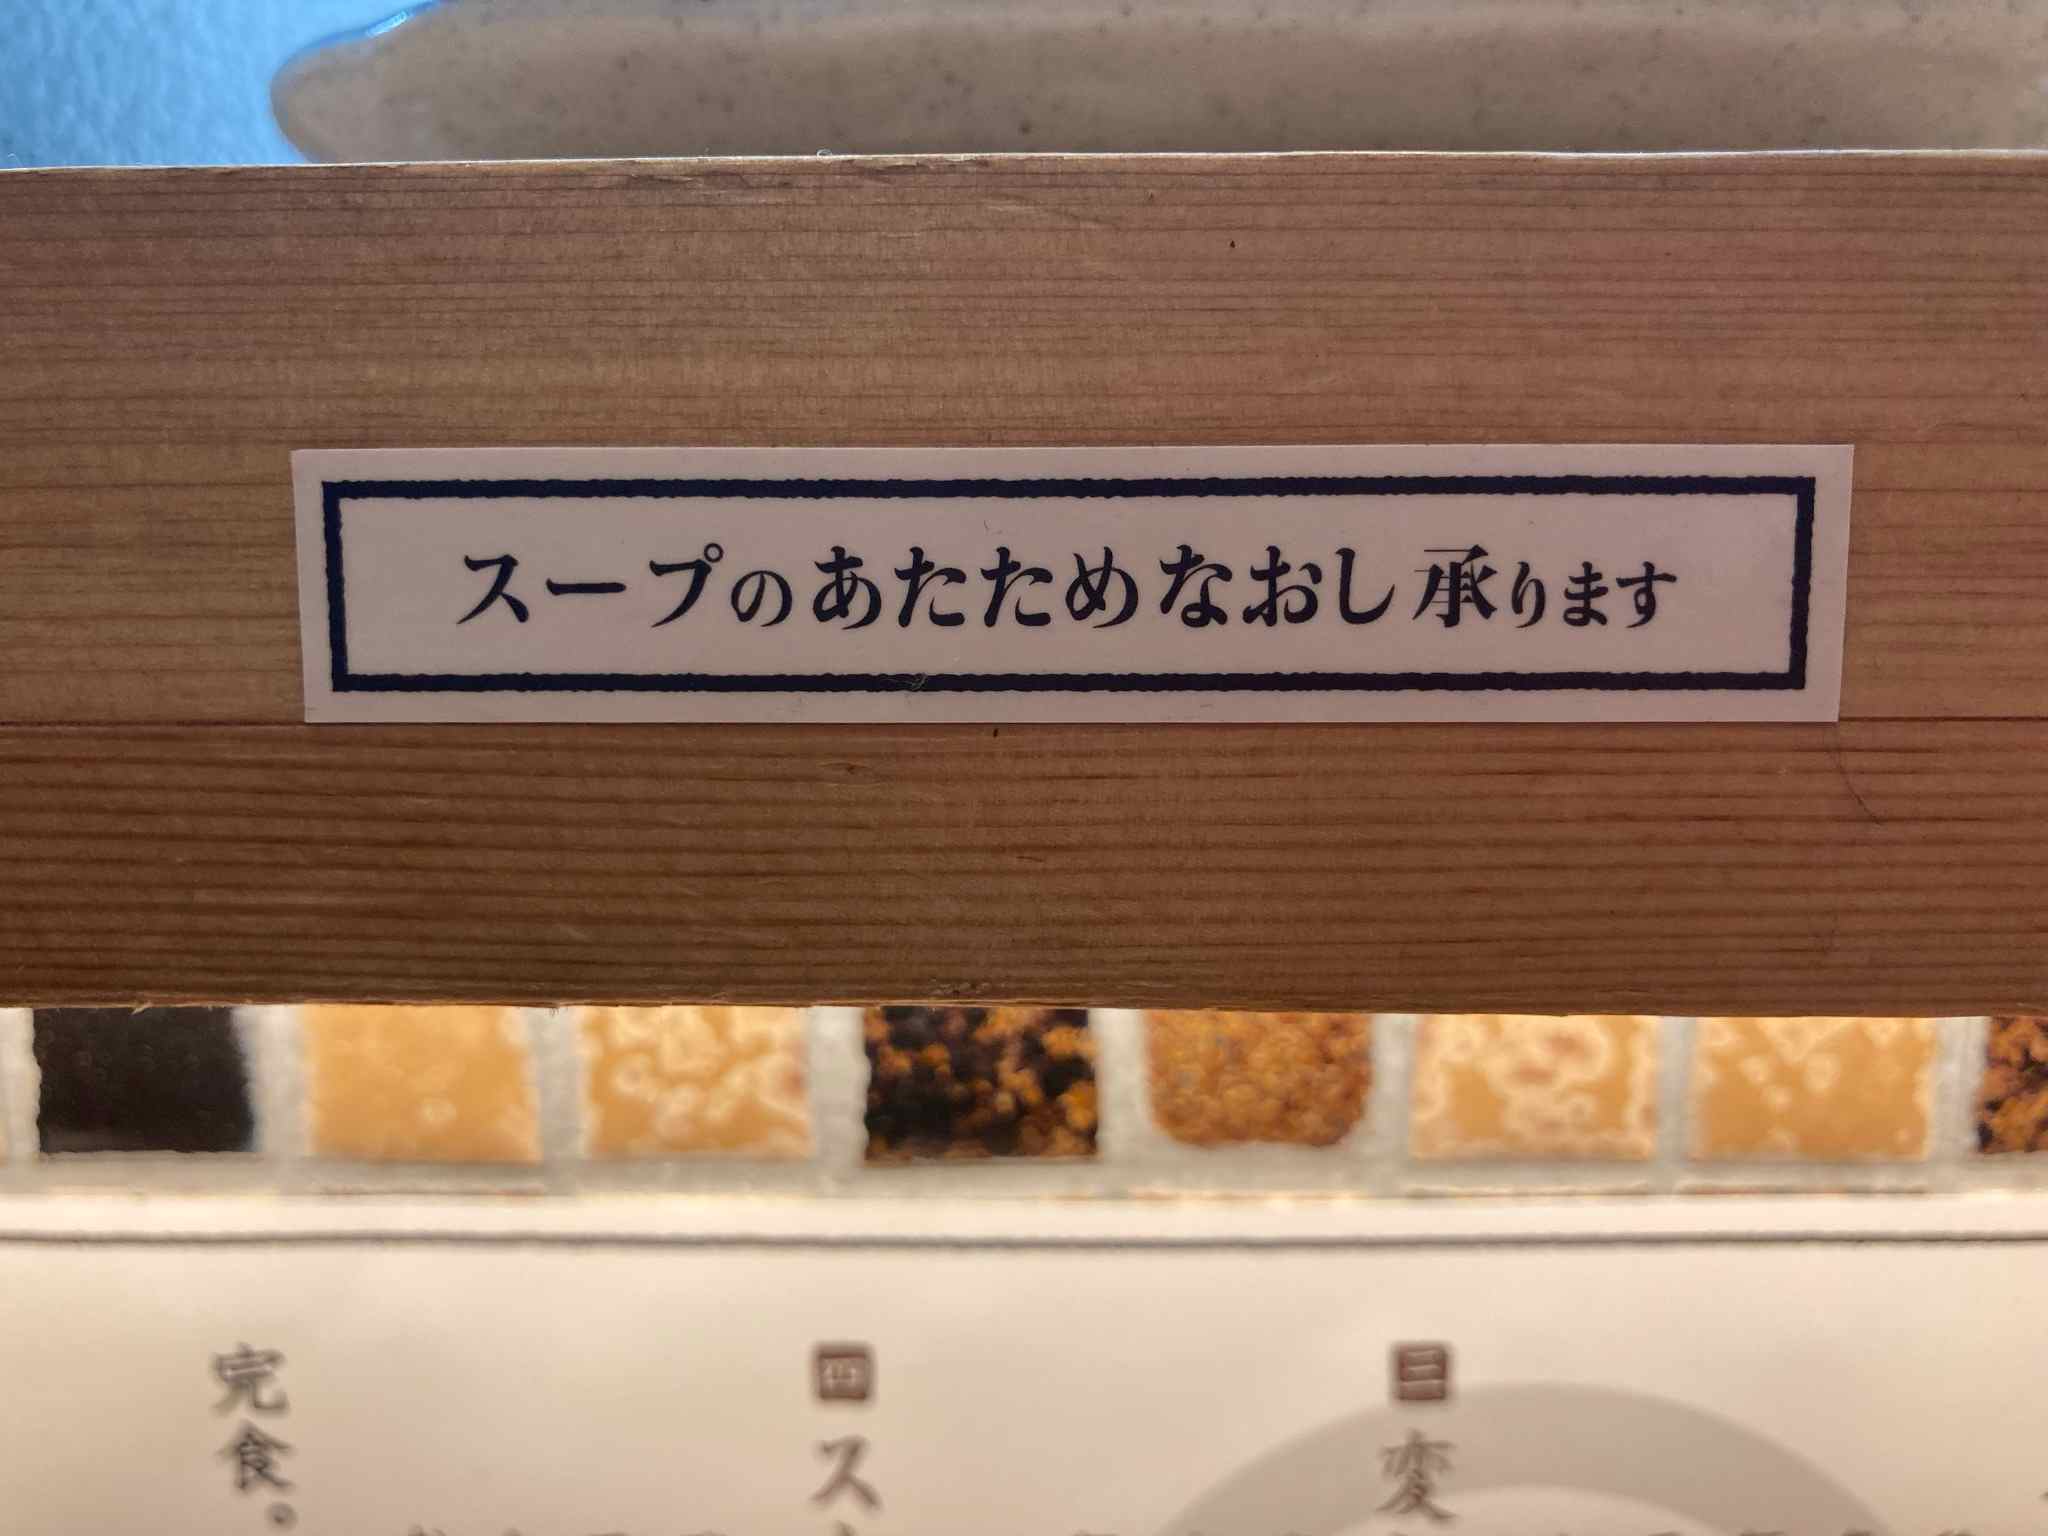 スープのあたためなおし承ります
三 変
四 ス
完食。